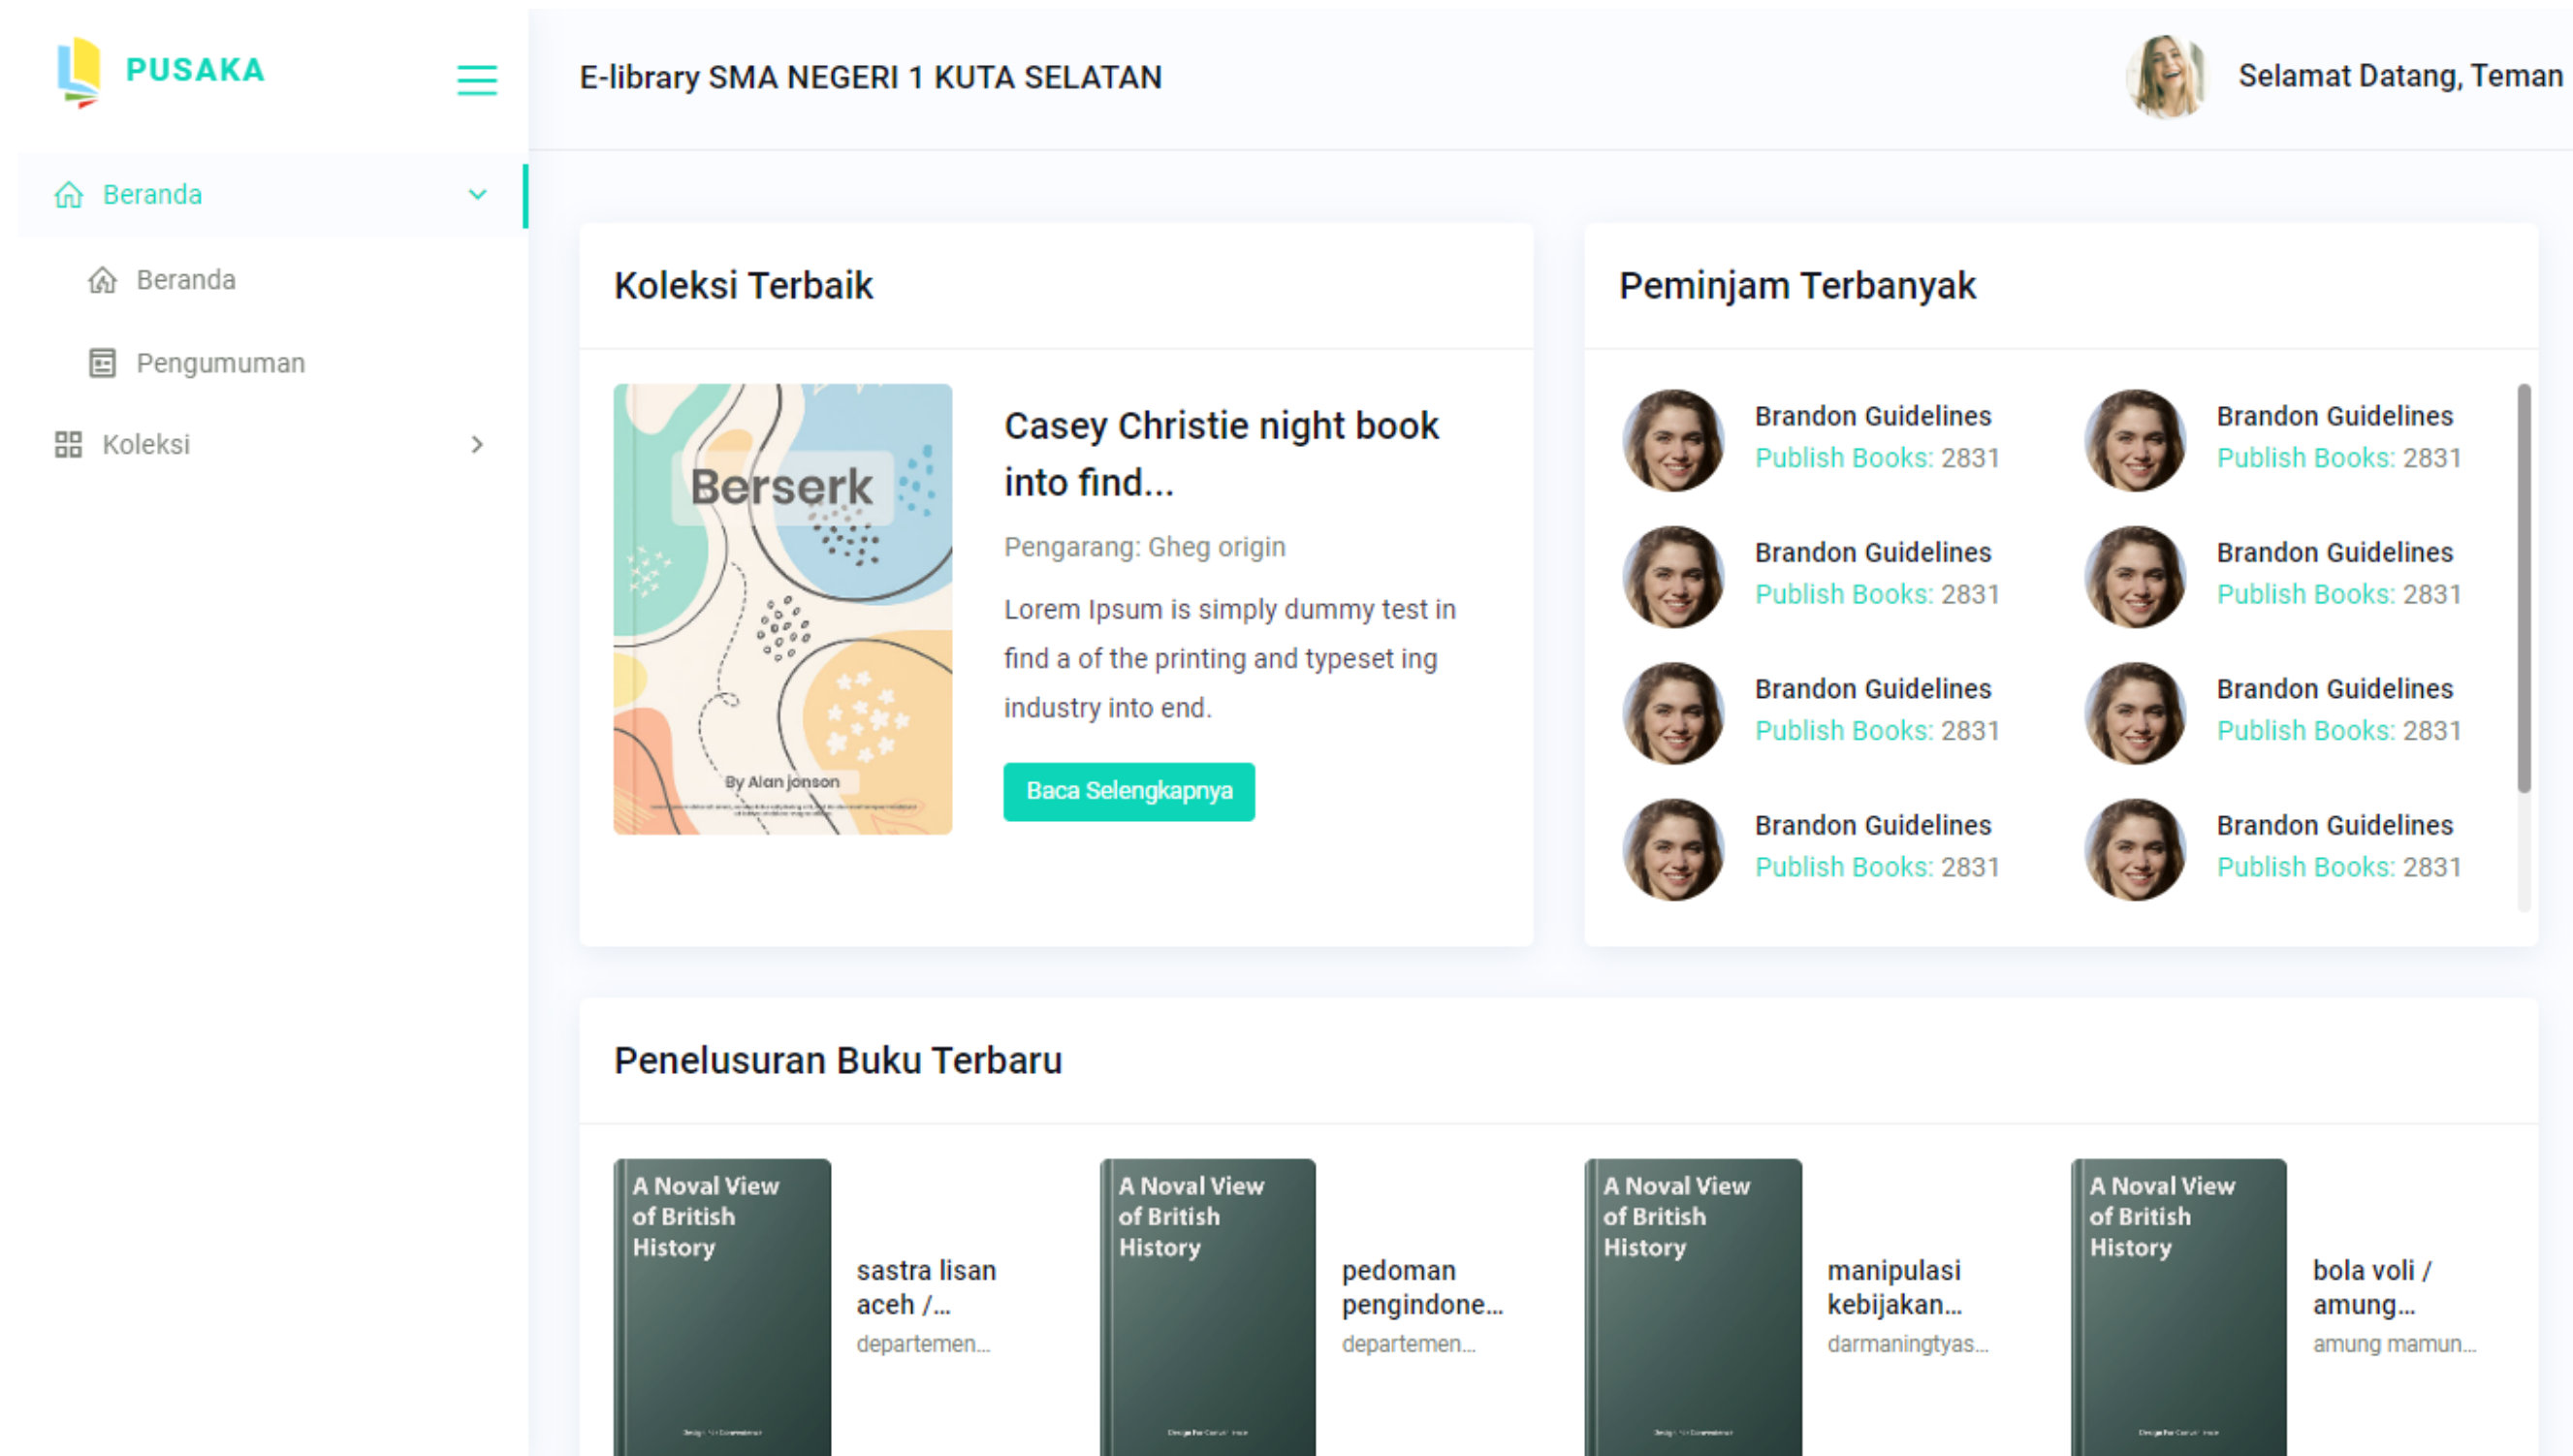 PUSAKA
E-library SMA NEGERI 1 KUTA SELATAN
Selamat Datang, Teman
Beranda
Beranda
Pengumuman
Koleksi
Koleksi Terbaik
Berserk
By Alan jonson
Casey Christie night book
into find...
Pengarang: Gheg origin
Lorem Ipsum is simply dummy test in
find a of the printing and typeset ing
industry into end.
Baca Selengkapnya
Peminjam Terbanyak
Brandon Guidelines
Publish Books: 2831
Brandon Guidelines
Publish Books: 2831
Brandon Guidelines
Publish Books: 2831
Brandon Guidelines
Publish Books: 2831
Brandon Guidelines
Publish Books: 2831
Brandon Guidelines
Publish Books: 2831
Brandon Guidelines
Publish Books: 2831
Brandon Guidelines
Publish Books: 2831
Penelusuran Buku Terbaru
A Noval View
of British
History
sastra lisan
aceh /...
departemen...
A Noval View
of British
History
pedoman
pengindone...
departemen...
A Noval View
of British
History
manipulasi
kebijakan...
darmaningtyas...
A Noval View
of British
History
bola voli /
amung...
amung mamun...